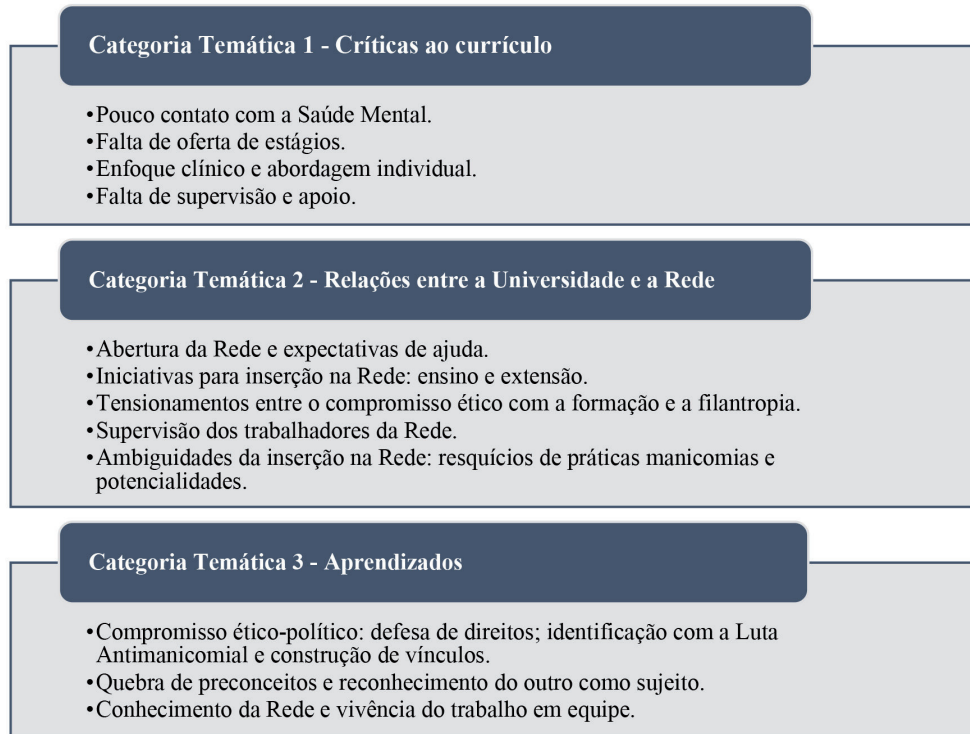 Categoria Temática 1 - Críticas ao currículo
•Pouco contato com a Saúde Mental.
•Falta de oferta de estágios.
•Enfoque clínico e abordagem individual.
•Falta de supervisão e apoio.
Categoria Temática 2 - Relações entre a Universidade e a Rede
•Abertura da Rede e expectativas de ajuda.
•Iniciativas para inserção na Rede: ensino e extensão.
•Tensionamentos entre o compromisso ético com a formação e a filantropia.
•Supervisão dos trabalhadores da Rede.
•Ambiguidades da inserção na Rede: resquícios de práticas manicomias e
potencialidades.
Categoria Temática 3 - Aprendizados
•Compromisso ético-político: defesa de direitos; identificação com a Luta
Antimanicomial e construção de vínculos.
•Quebra de preconceitos e reconhecimento do outro como sujeito.
•Conhecimento da Rede e vivência do trabalho em equipe.